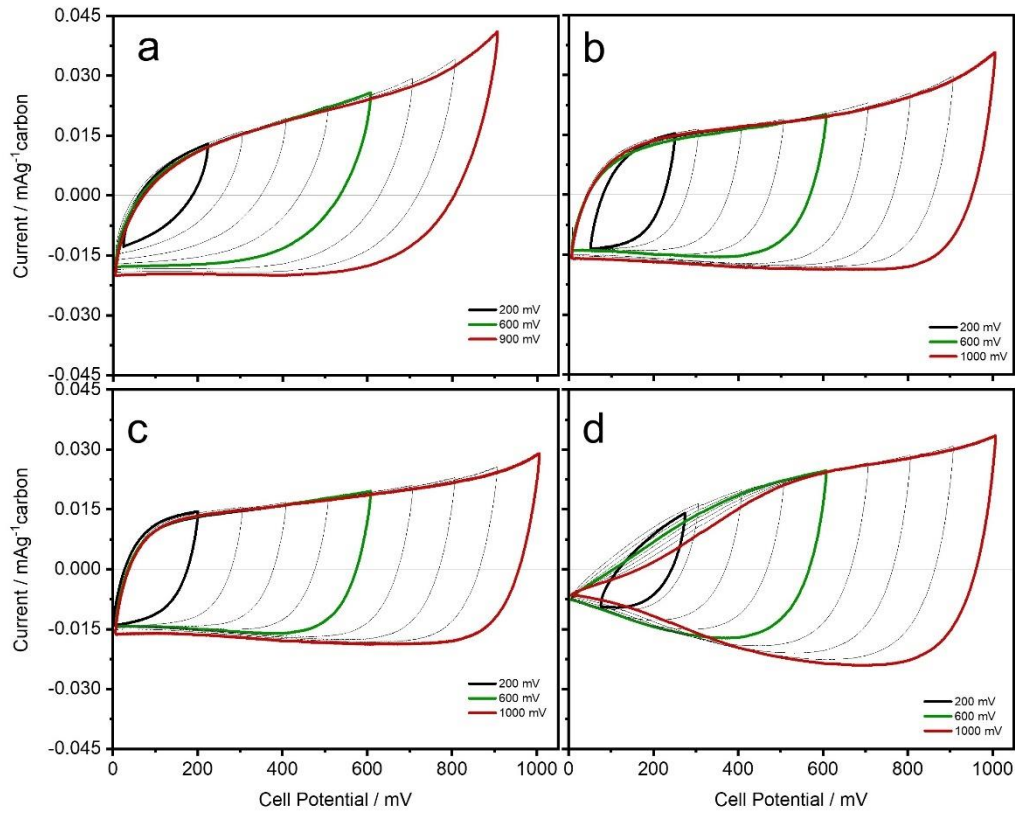 a
b
0.045
0.030
0.015
0.000
-0.015
-0.030
-0.045
Current / mAg⁻¹carbon
200 mV
600 mV
900 mV
200 mV
600 mV
1000 mV
c
d
0.045
0.030
0.015
0.000
-0.015
-0.030
-0.045
Current / mAg⁻¹carbon
200 mV
600 mV
1000 mV
200 mV
600 mV
1000 mV
0 200 400 600 800 1000
0 200 400 600 800 1000
Cell Potential / mV
Cell Potential / mV